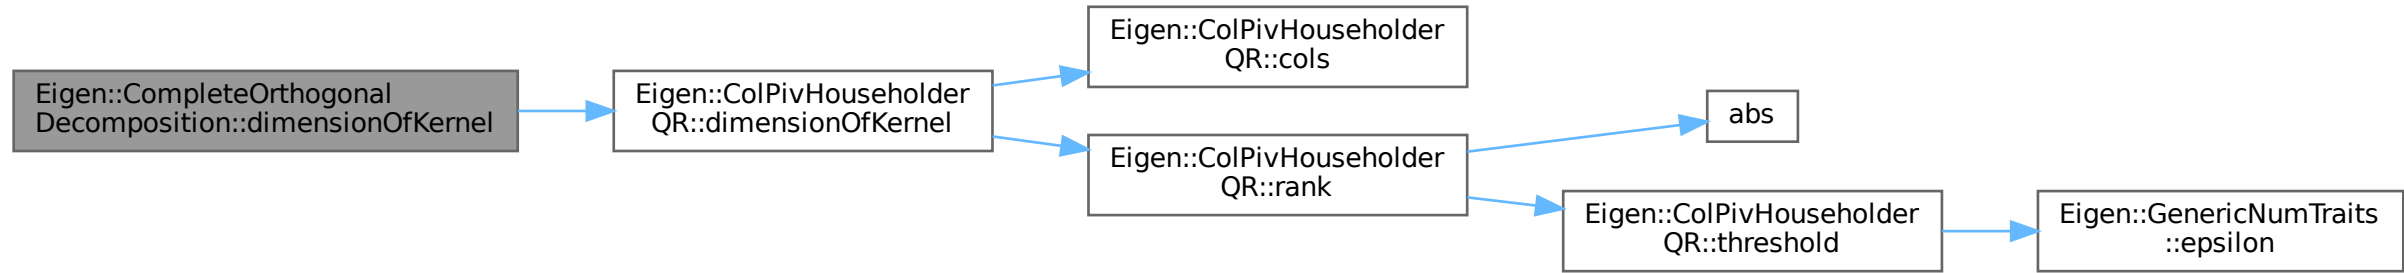 Eigen::CompleteOrthogonal
Decomposition::dimensionOfKernel
Eigen::ColPivHouseholder
QR::dimensionOfKernel
Eigen::ColPivHouseholder
QR::cols
Eigen::ColPivHouseholder
QR::rank
abs
Eigen::ColPivHouseholder
QR::threshold
Eigen::GenericNumTraits
::epsilon